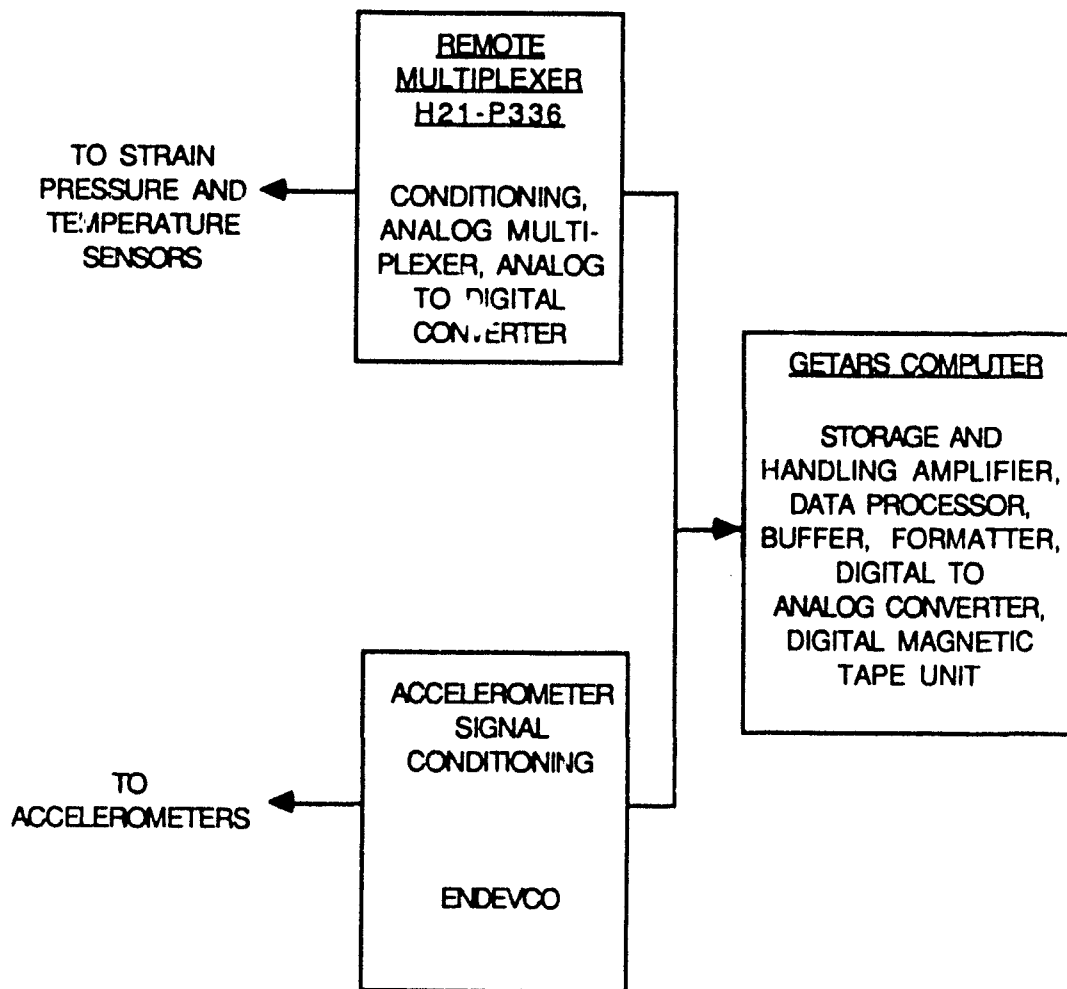 REMOTE
MULTIPLEXER
H21-P336
CONDITIONING,
ANALOG MULTI-
PLEXER, ANALOG
TO DIGITAL
CONVERTER
TO STRAIN
PRESSURE AND
TEMPERATURE
SENSORS
GETARS COMPUTER
STORAGE AND
HANDLING AMPLIFIER,
DATA PROCESSOR,
BUFFER, FORMATTER,
DIGITAL TO
ANALOG CONVERTER,
DIGITAL MAGNETIC
TAPE UNIT
ACCELEROMETER
SIGNAL
CONDITIONING
ENDEVCO
TO
ACCELEROMETERS